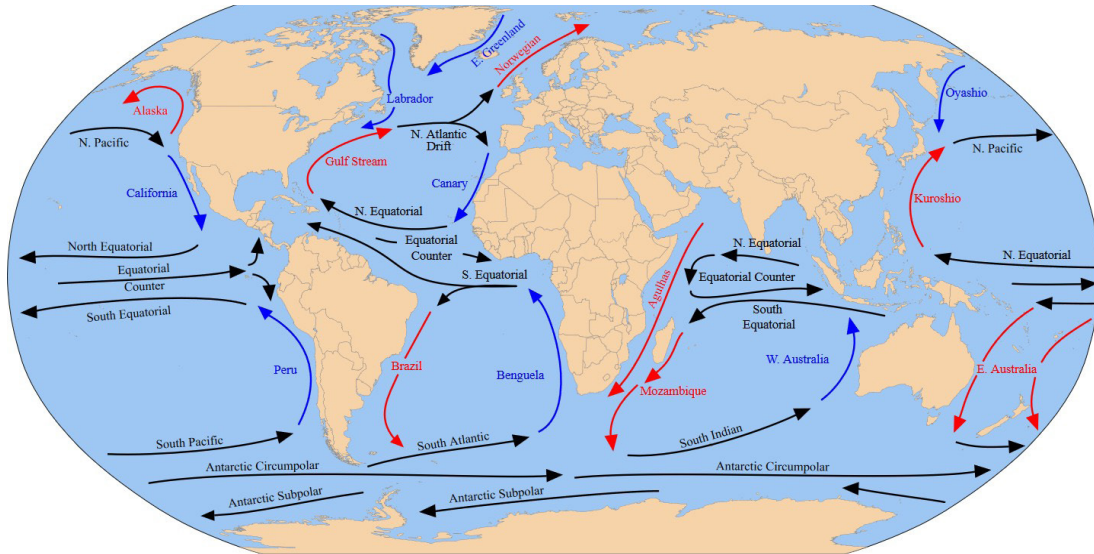 E. Greenland
Norwegian
Labrador
Alaska
Oyashio
N. Pacific
N. Atlantic
Drift
N. Pacific
Gulf Stream
California
Canary
Kuroshio
N. Equatorial
North Equatorial
Equatorial
Counter
N. Equatorial
N. Equatorial
Equatorial
Counter
S. Equatorial
Agulhas
Equatorial Counter
South Equatorial
South
Equatorial
Peru
Brazil
Benguela
W. Australia
E. Australia
Mozambique
South Pacific
South Atlantic
South Indian
Antarctic Circumpolar
Antarctic Circumpolar
Antarctic Subpolar
Antarctic Subpolar